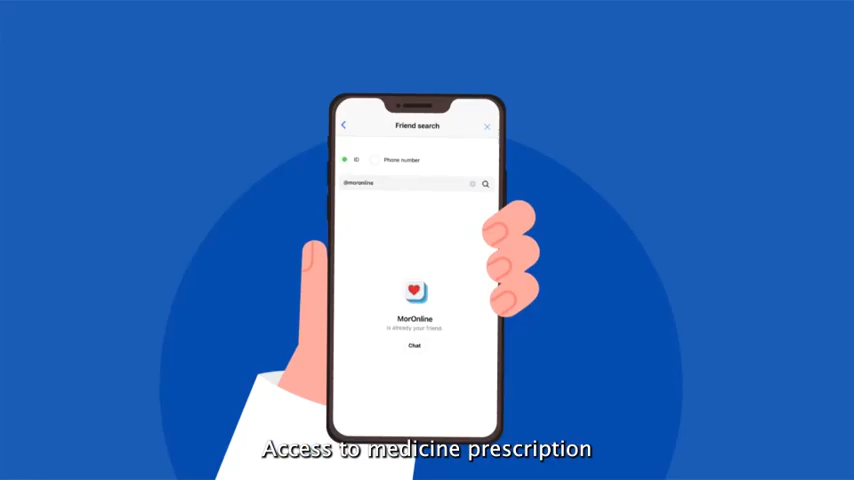 Friend search
ID Phone number
@moronline
MorOnline
is already your friend.
Chat
Access to medicine prescription